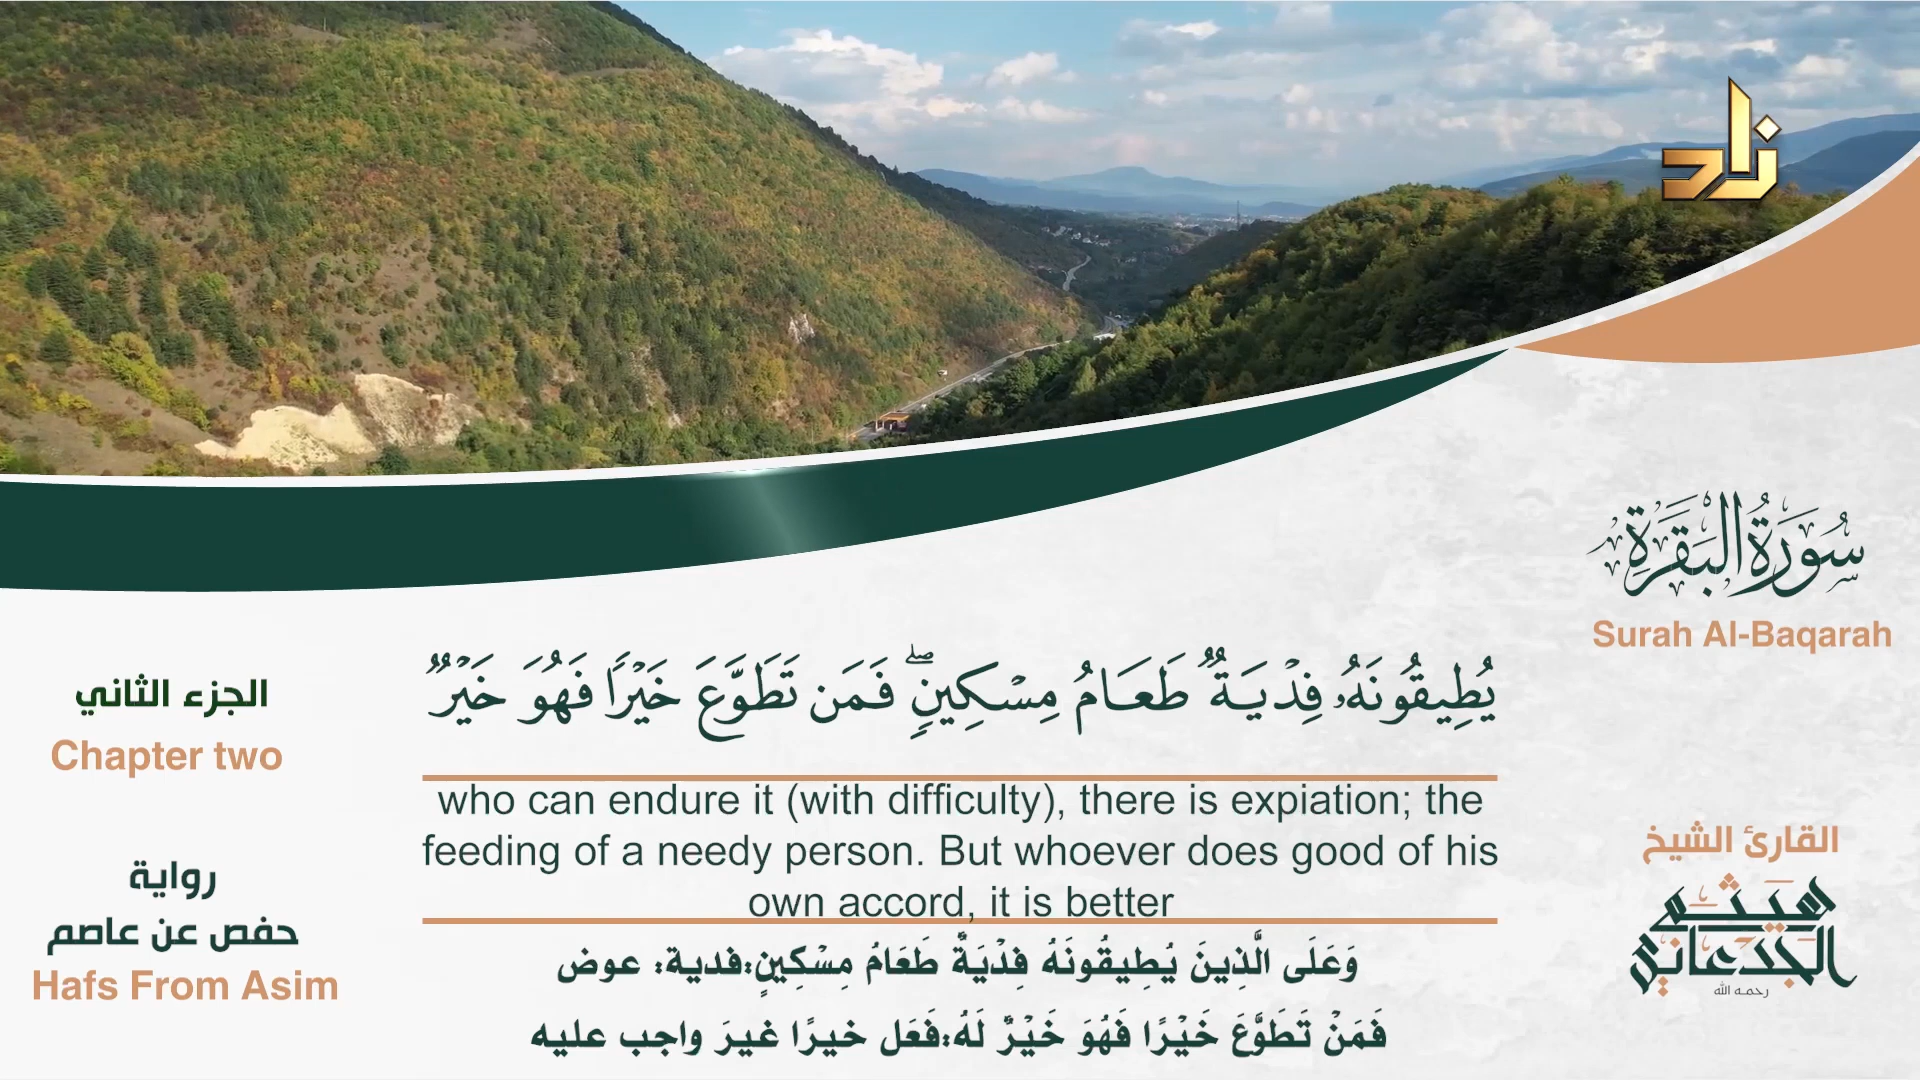 زاد
سُورَةُ البَقَرَةِ
Surah Al-Baqarah
الجزء الثاني
Chapter two
يُطِيقُونَهُۥ فِدْيَةٌ طَعَامُ مِسْكِينٍۖ فَمَن تَطَوَّعَ خَيْرًا فَهُوَ خَيْرٌ
who can endure it (with difficulty), there is expiation; the
feeding of a needy person. But whoever does good of his
own accord, it is better
رواية
حفص عن عاصم
Hafs From Asim
القارئ الشيخ
ميثم
الجدعاني
رحمه الله
وَعَلَى الَّذِينَ يُطِيقُونَهُ فِدْيَةٌ طَعَامُ مِسْكِينٍ:فدية: عوض
فَمَنْ تَطَوَّعَ خَيْرًا فَهُوَ خَيْرٌ لَهُ:فَعَل خيرًا غيرَ واجب عليه